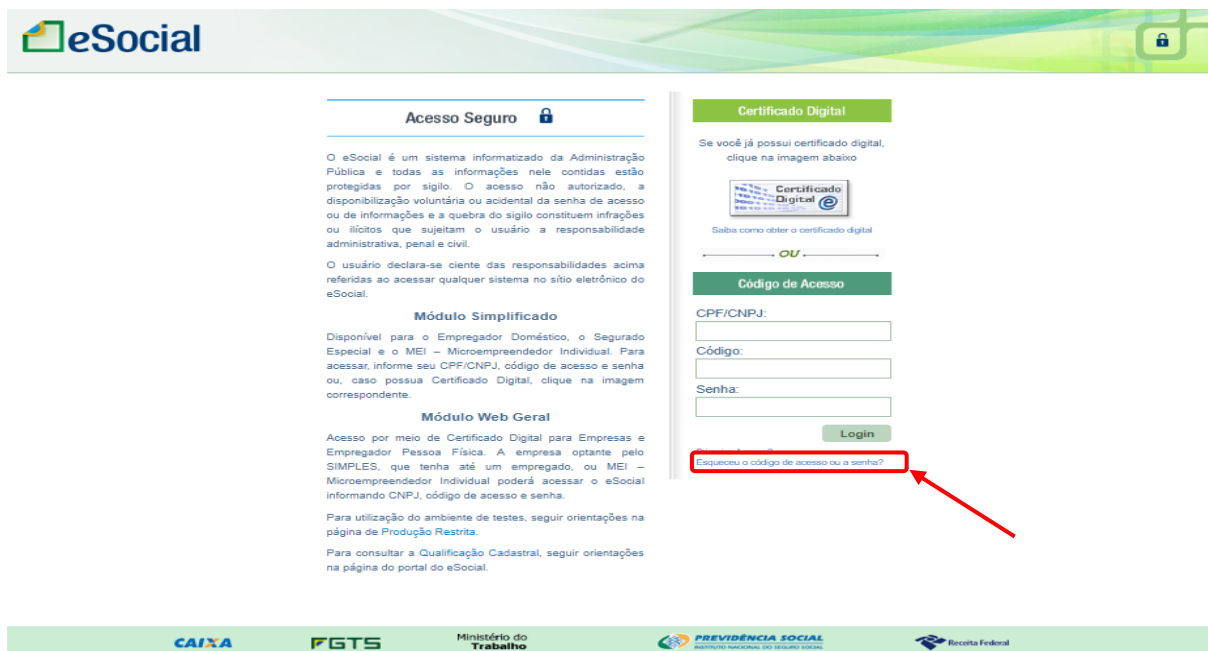 eSocial
Acesso Seguro
O eSocial é um sistema informatizado da Administração
Pública e todas as informações nele contidas estão
protegidas por sigilo. O acesso não autorizado, a
disponibilização voluntária ou acidental da senha de acesso
ou de informações e a quebra do sigilo constituem infrações
ou ilícitos que sujeitam o usuário a responsabilidade
administrativa, penal e civil.
O usuário declara-se ciente das responsabilidades acima
referidas ao acessar qualquer sistema no sítio eletrônico do
eSocial.
Módulo Simplificado
Disponível para o Empregador Doméstico, o Segurado
Especial e o MEI – Microempreendedor Individual. Para
acessar, informe seu CPF/CNPJ, código de acesso e senha
ou, caso possua Certificado Digital, clique na imagem
correspondente.
Módulo Web Geral
Acesso por meio de Certificado Digital para Empresas e
Empregador Pessoa Física. A empresa optante pelo
SIMPLES, que tenha até um empregado, ou MEI –
Microempreendedor Individual poderá acessar o eSocial
informando CNPJ, código de acesso e senha.
Para utilização do ambiente de testes, seguir orientações na
página de Produção Restrita.
Para consultar a Qualificação Cadastral, seguir orientações
na página do portal do eSocial.
Certificado Digital
Se você já possui certificado digital,
clique na imagem abaixo
Certificado
Digital
Saiba como obter o certificado digital
OU
Código de Acesso
CPF/CNPJ:
Código:
Senha:
Login
Esqueceu o código de acesso ou a senha?
CAIXA
FGTS
Ministério do
Trabalho
PREVIDÊNCIA SOCIAL
INSTITUTO NACIONAL DO SEGURO SOCIAL
Receita Federal